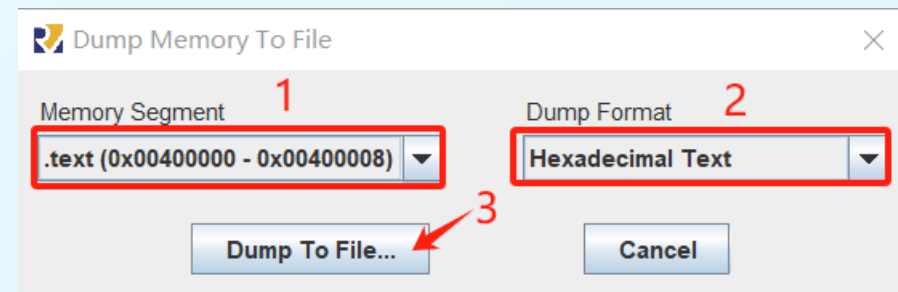 Dump Memory To File
Memory Segment 1
Dump Format 2
.text (0x00400000 - 0x00400008)
Hexadecimal Text
3
Dump To File...
Cancel